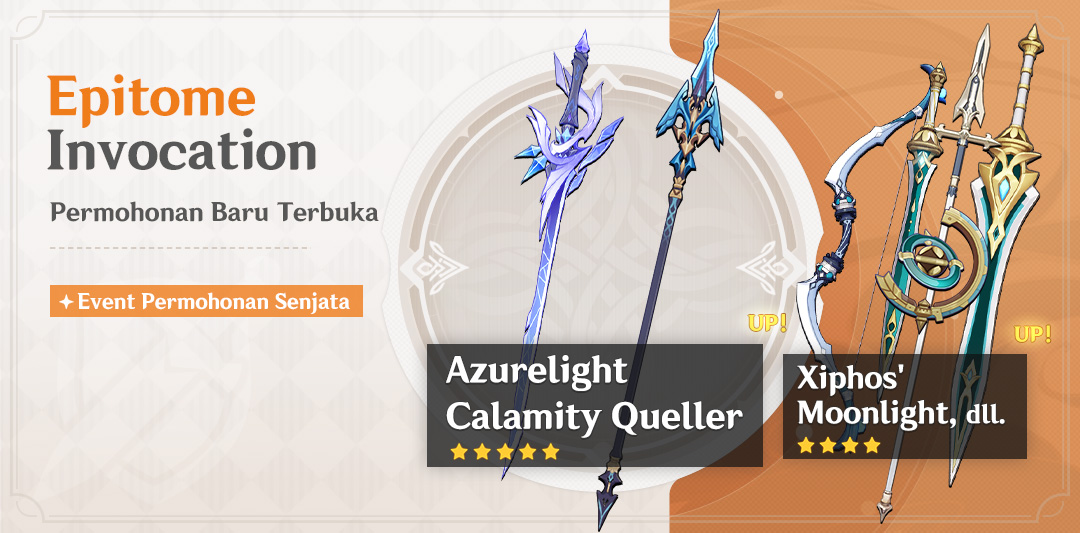 Epitome
Invocation
Permohonan Baru Terbuka
Event Permohonan Senjata
UP!
Azurelight
Calamity Queller
UP!
Xiphos'
Moonlight, dll.